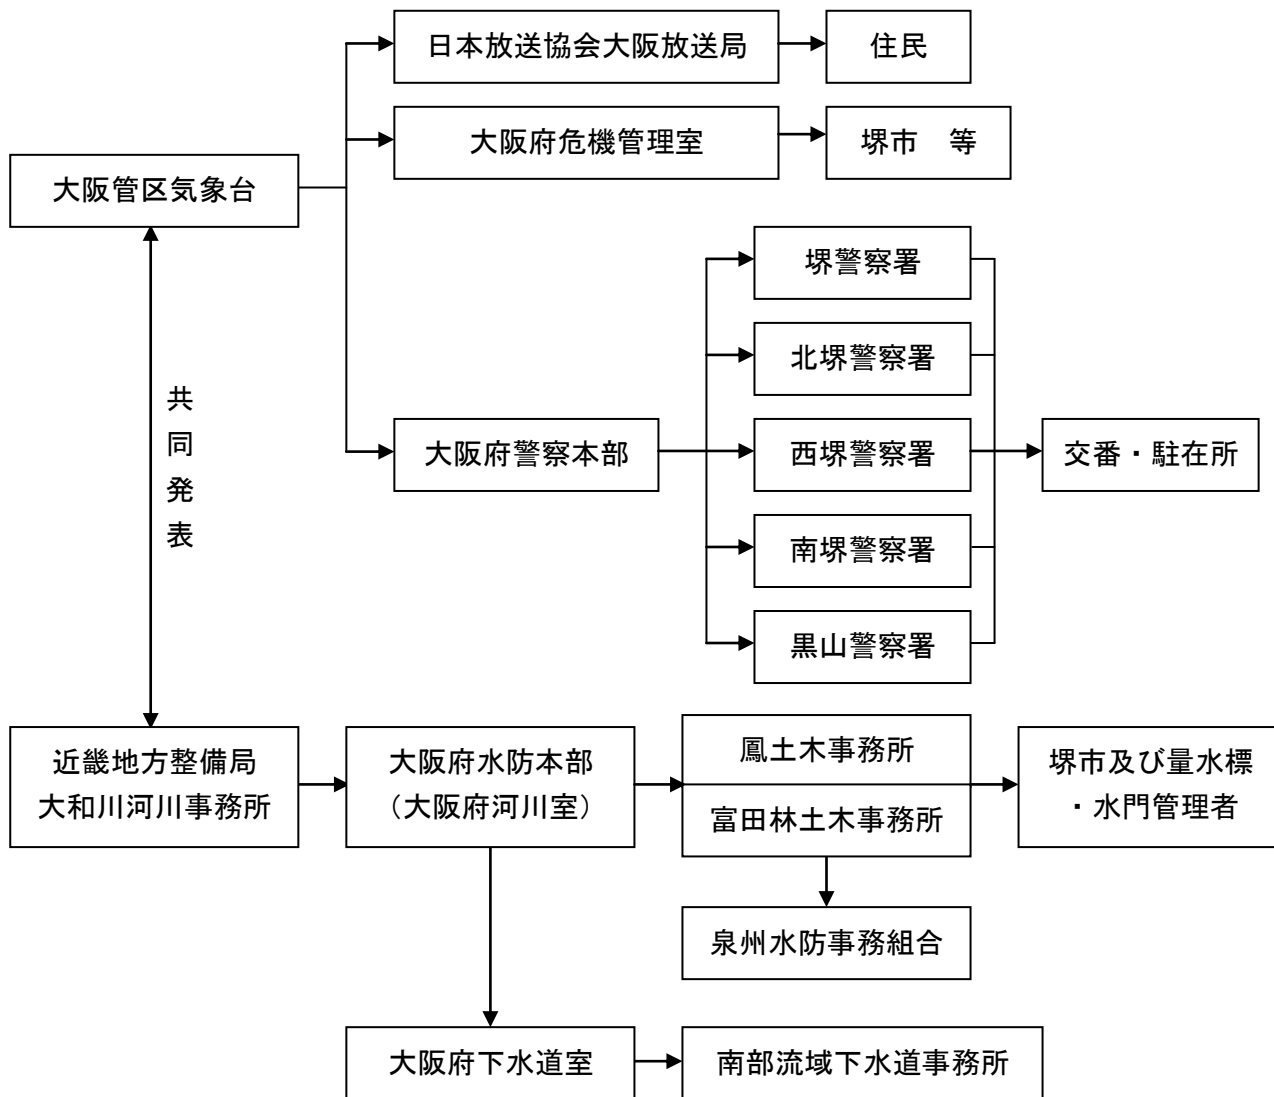 日本放送協会大阪放送局
住民
大阪府危機管理室
堺市　等
大阪管区気象台
堺警察署
北堺警察署
共同発表
大阪府警察本部
西堺警察署
交番・駐在所
南堺警察署
黒山警察署
近畿地方整備局
大和川河川事務所
大阪府水防本部
（大阪府河川室）
鳳土木事務所
富田林土木事務所
堺市及び量水標
・水門管理者
泉州水防事務組合
大阪府下水道室
南部流域下水道事務所